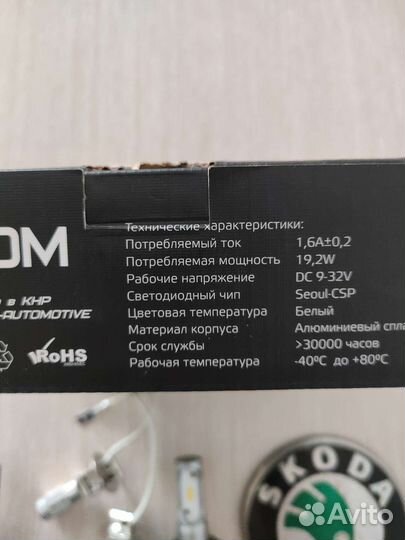 OM
в КНР
-AUTOMOTIVE
RoHS
Технические характеристики:
Потребляемый ток 1,6А±0,2
Потребляемая мощность 19,2W
Рабочие напряжение DC 9-32V
Светодиодный чип Seoul-CSP
Цветовая температура Белый
Материал корпуса Алюминиевый спла
Срок службы >30000 часов
Рабочая температура -40ºC до +80ºC
SKODA
Avito